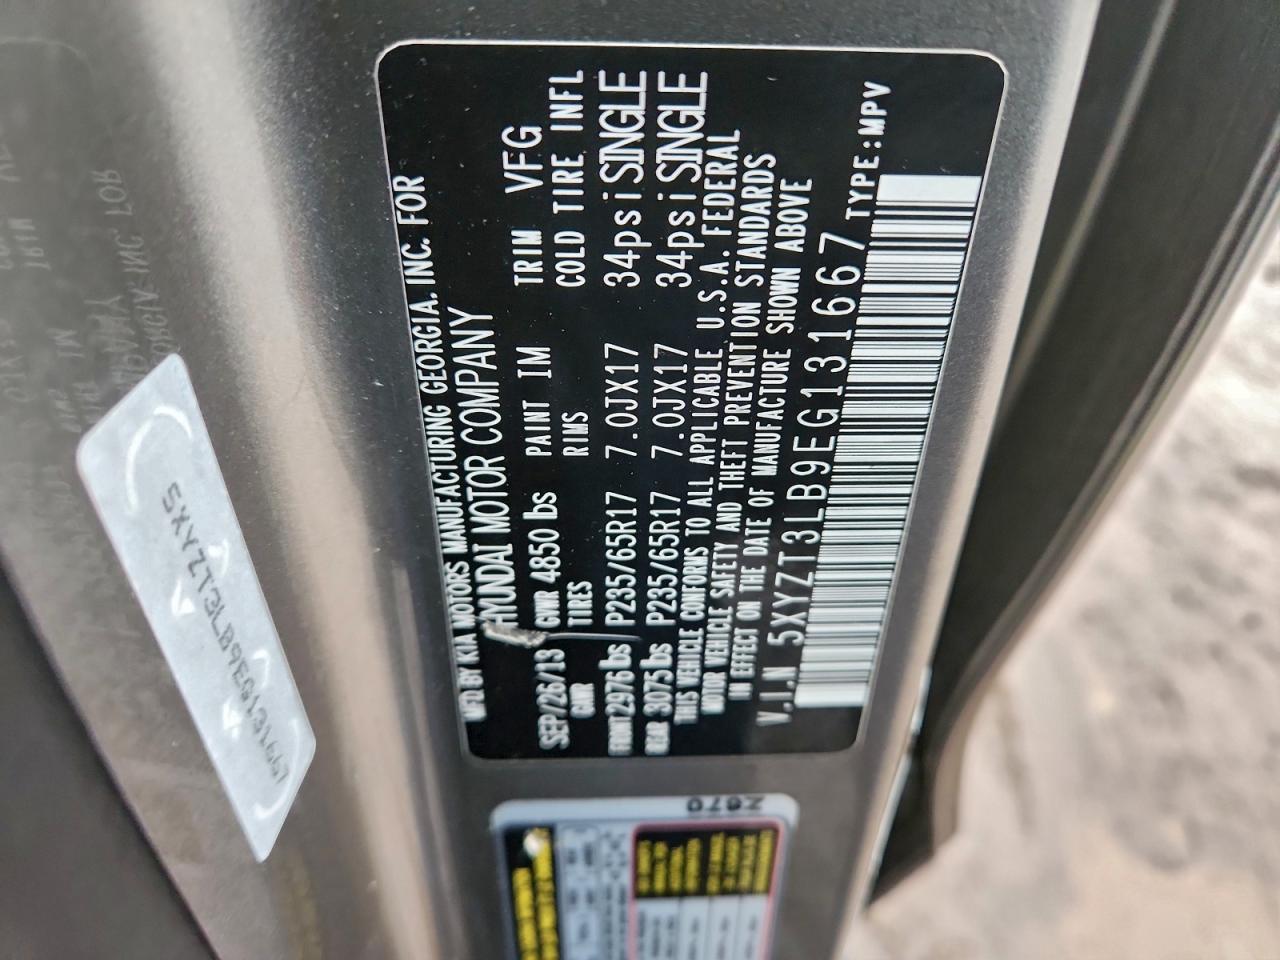 MFD BY KIA MOTORS MANUFACTURING GEORGIA, INC. FOR
HYUNDAI MOTOR COMPANY
SEP/26/13 GVWR 4850 lbs PAINT IM TRIM VFG
GAWR TIRES RIMS COLD TIRE INFL
FRONT 2976 lbs P235/65R17 7.0JX17 34psi SINGLE
REAR 3075 lbs P235/65R17 7.0JX17 34psi SINGLE
THIS VEHICLE CONFORMS TO ALL APPLICABLE U.S.A. FEDERAL
MOTOR VEHICLE SAFETY AND THEFT PREVENTION STANDARDS
IN EFFECT ON THE DATE OF MANUFACTURE SHOWN ABOVE
V.I.N 5XYZT3LB9EG131667 TYPE:MPV
5XYZT3LB9EG131667
Z670